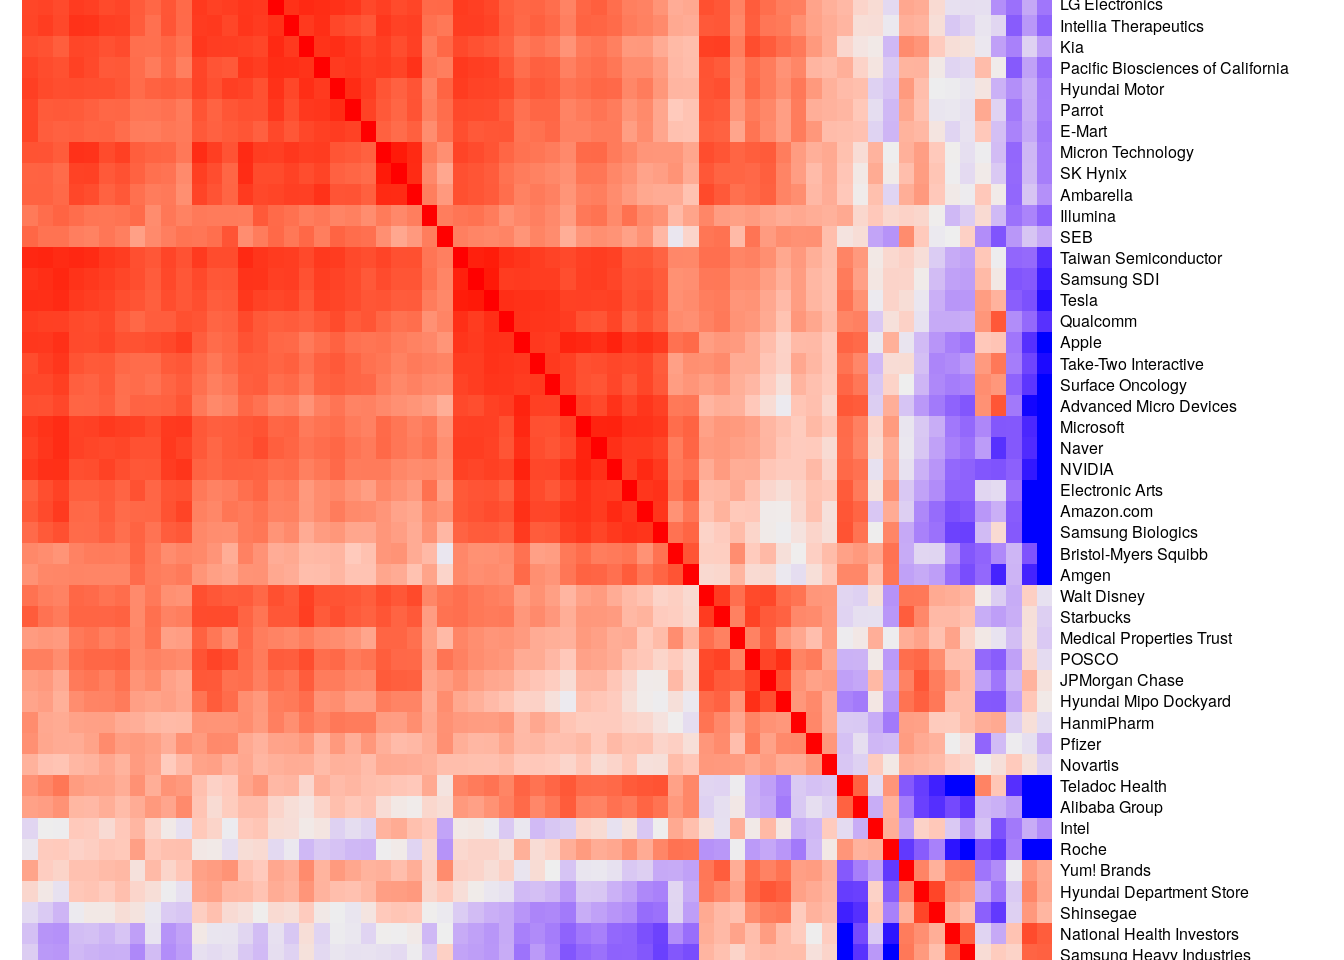 LG Electronics
Intellia Therapeutics
Kia
Pacific Biosciences of California
Hyundai Motor
Parrot
E-Mart
Micron Technology
SK Hynix
Ambarella
Illumina
SEB
Taiwan Semiconductor
Samsung SDI
Tesla
Qualcomm
Apple
Take-Two Interactive
Surface Oncology
Advanced Micro Devices
Microsoft
Naver
NVIDIA
Electronic Arts
Amazon.com
Samsung Biologics
Bristol-Myers Squibb
Amgen
Walt Disney
Starbucks
Medical Properties Trust
POSCO
JPMorgan Chase
Hyundai Mipo Dockyard
HanmiPharm
Pfizer
Novartis
Teladoc Health
Alibaba Group
Intel
Roche
Yum! Brands
Hyundai Department Store
Shinsegae
National Health Investors
Samsung Heavy Industries